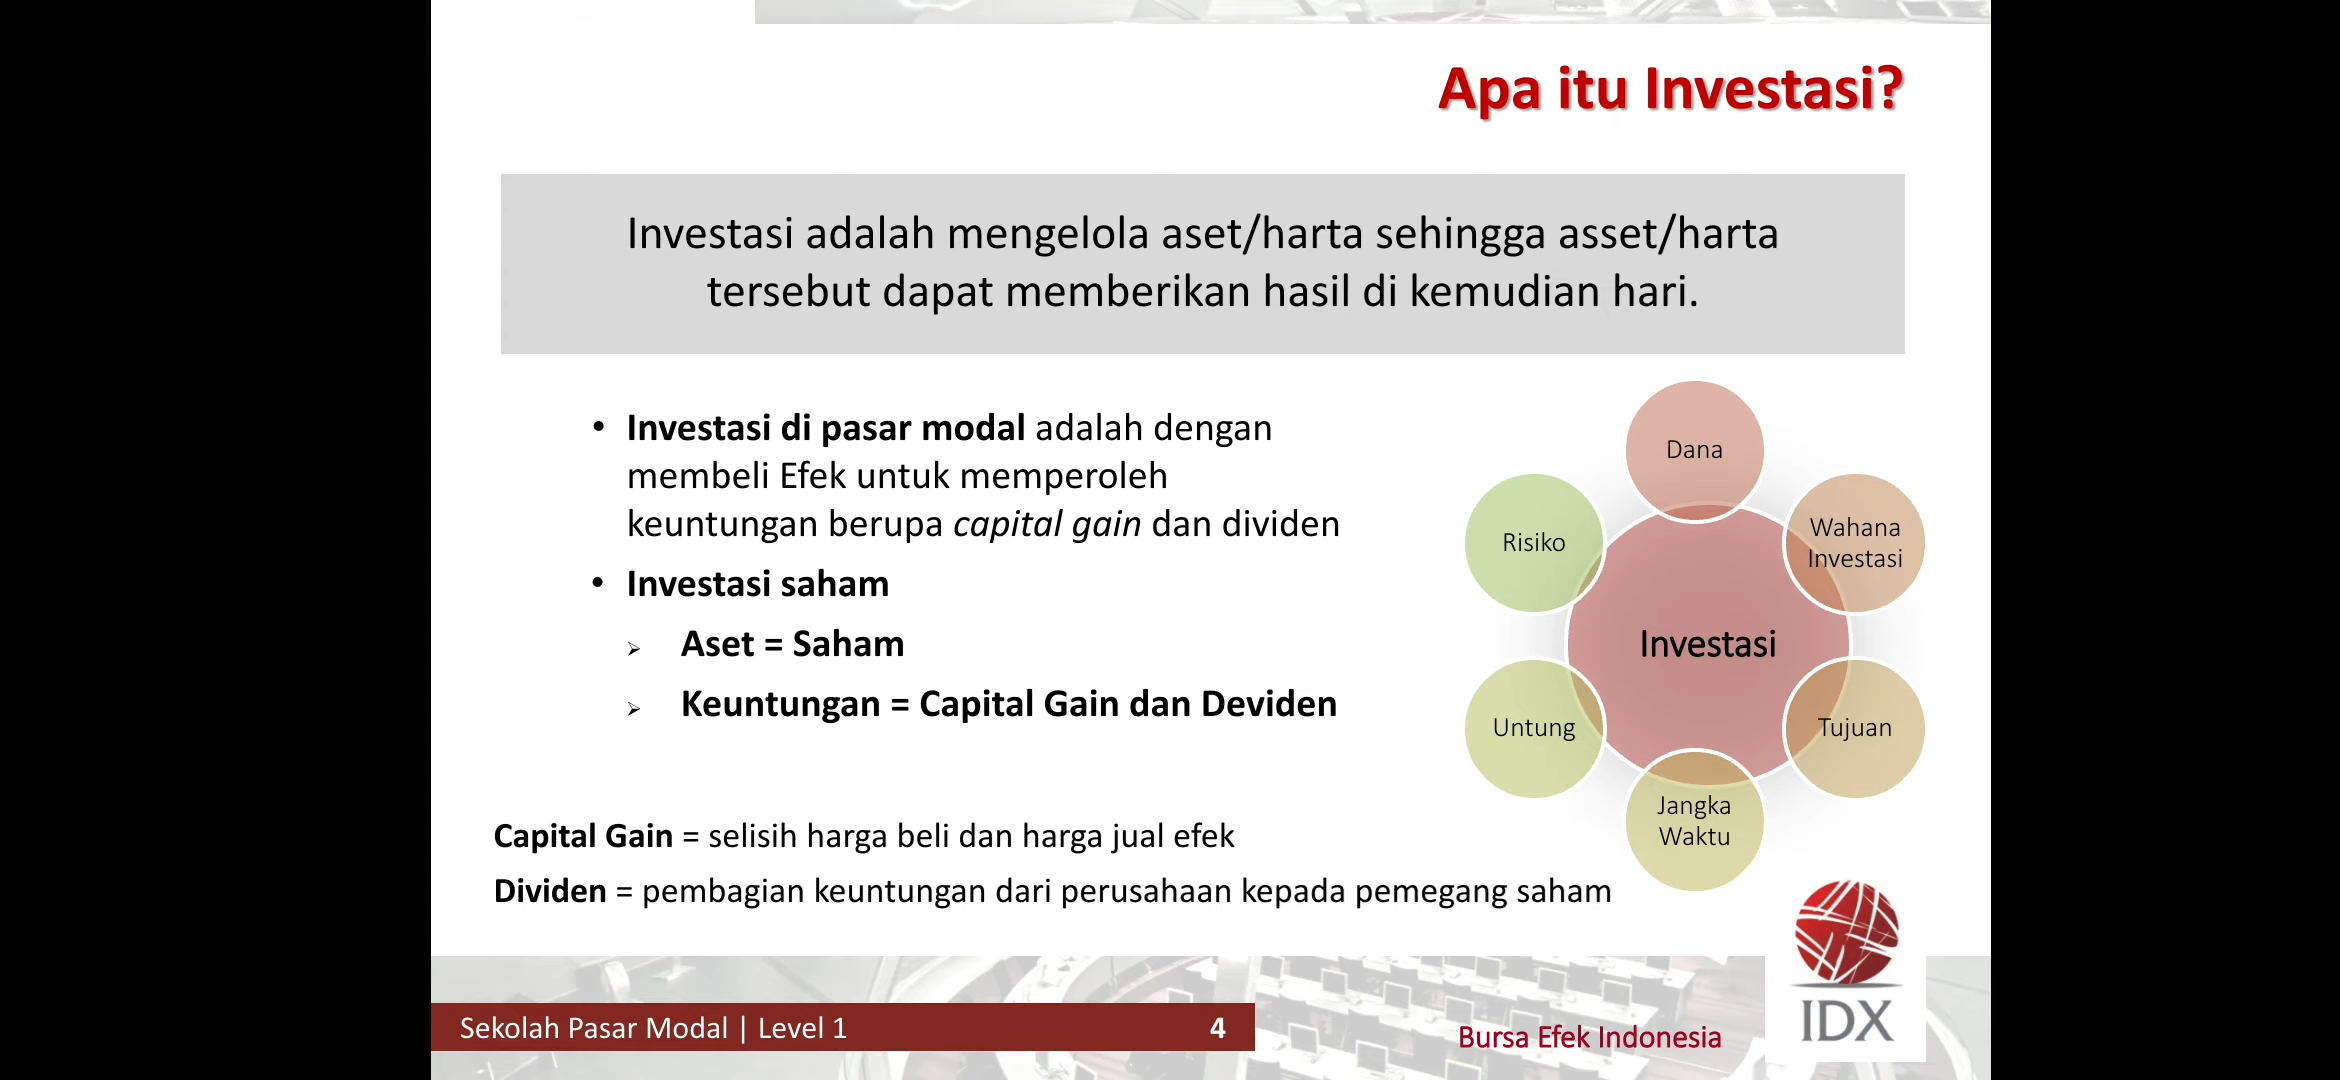 Apa itu Investasi?
Investasi adalah mengelola aset/harta sehingga asset/harta
tersebut dapat memberikan hasil di kemudian hari.
• Investasi di pasar modal adalah dengan
membeli Efek untuk memperoleh
keuntungan berupa capital gain dan dividen
• Investasi saham
➢ Aset = Saham
➢ Keuntungan = Capital Gain dan Deviden
Dana
Wahana
Investasi
Tujuan
Jangka
Waktu
Untung
Risiko
Investasi
Capital Gain = selisih harga beli dan harga jual efek
Dividen = pembagian keuntungan dari perusahaan kepada pemegang saham
Sekolah Pasar Modal | Level 1
4
Bursa Efek Indonesia
IDX